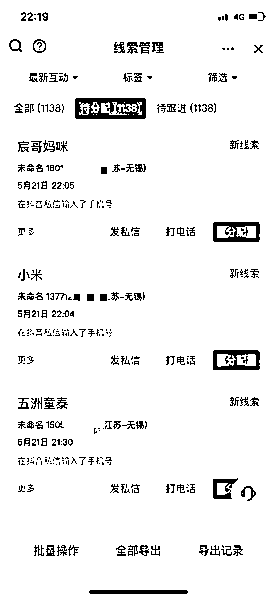 22:19 4G
线索管理
最新互动 标签 筛选
全部 (1138) 待分配(1138) 待跟进 (1138)
宸哥妈咪 新线索
未命名 180 苏-无锡)
5月21日 22:05
在抖音私信输入了手机号
更多 发私信 打电话 分配
小米 新线索
未命名 1377 苏-无锡)
5月21日 22:04
在抖音私信输入了手机号
更多 发私信 打电话 分配
五洲童泰 新线索
未命名 150 江苏-无锡)
5月21日 21:30
在抖音私信输入了手机号
更多 发私信 打电话
批量操作 全部导出 导出记录